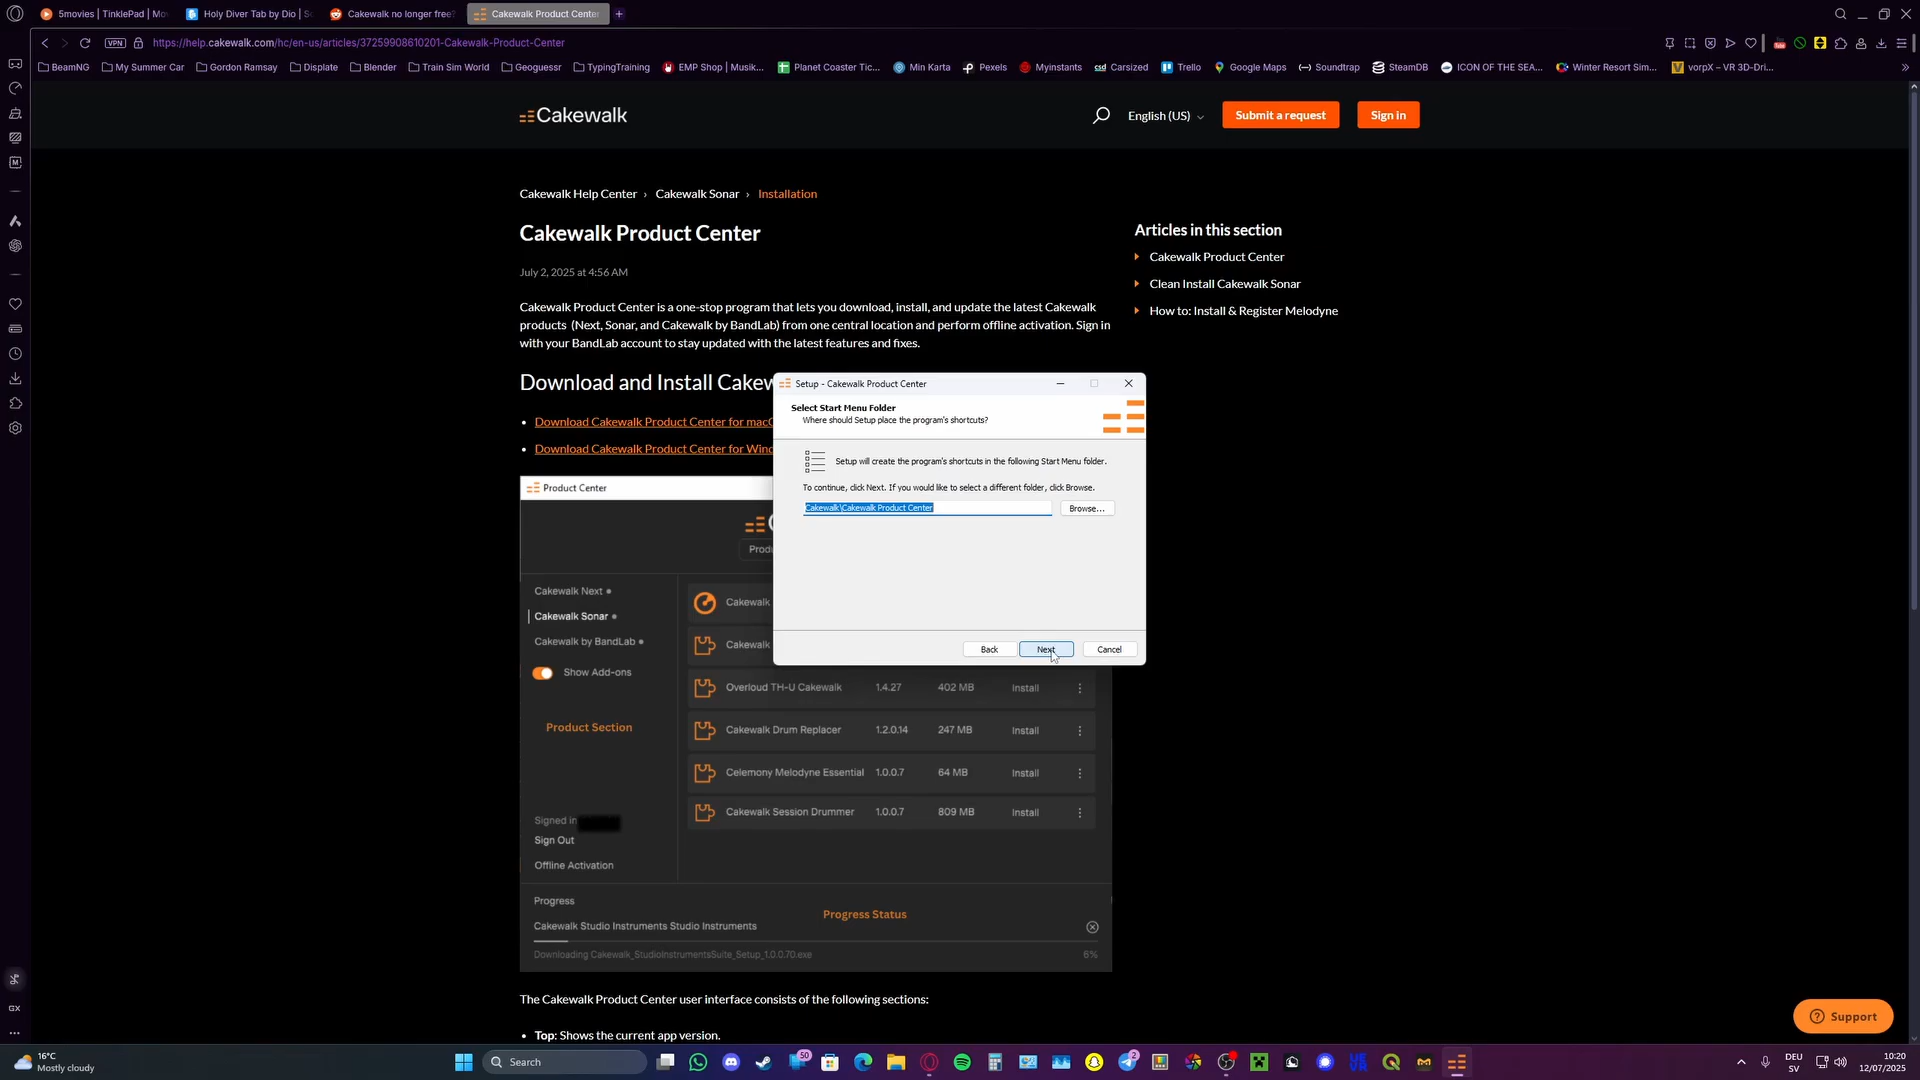 5movies | TinklePad | Mo
Holy Diver Tab by Dio | S
Cakewalk no longer free?
Cakewalk Product Center
VPN
https://help.cakewalk.com/hc/en-us/articles/37259908610201-Cakewalk-Product-Center
BeamNG
My Summer Car
Gordon Ramsay
Displate
Blender
Train Sim World
Geoguessr
TypingTraining
EMP Shop | Musik...
Planet Coaster Tic...
Min Karta
Pexels
Myinstants
csd Carsized
Trello
Google Maps
Soundtrap
SteamDB
ICON OF THE SEA...
Winter Resort Sim...
vorpX – VR 3D-Dri...
Cakewalk
English (US)
Submit a request
Sign in
Cakewalk Help Center › Cakewalk Sonar › Installation
Cakewalk Product Center
July 2, 2025 at 4:56 AM
Cakewalk Product Center is a one-stop program that lets you download, install, and update the latest Cakewalk
products (Next, Sonar, and Cakewalk by BandLab) from one central location and perform offline activation. Sign in
with your BandLab account to stay updated with the latest features and fixes.
Articles in this section
Cakewalk Product Center
Clean Install Cakewalk Sonar
How to: Install & Register Melodyne
Download and Install Cakew
Download Cakewalk Product Center for macO
Download Cakewalk Product Center for Wind
Setup - Cakewalk Product Center
Select Start Menu Folder
Where should Setup place the program's shortcuts?
Setup will create the program's shortcuts in the following Start Menu folder.
To continue, click Next. If you would like to select a different folder, click Browse.
Cakewalk\Cakewalk Product Center
Browse...
Back
Next
Cancel
Product Center
Produ
Cakewalk Next
Cakewalk Sonar
Cakewalk by BandLab
Show Add-ons
Product Section
Cakewalk
Cakewalk
Overloud TH-U Cakewalk 1.4.27 402 MB Install
Cakewalk Drum Replacer 1.2.0.14 247 MB Install
Celemony Melodyne Essential 1.0.0.7 64 MB Install
Cakewalk Session Drummer 1.0.0.7 809 MB Install
Signed in
Sign Out
Offline Activation
Progress
Progress Status
Cakewalk Studio Instruments Studio Instruments
Downloading Cakewalk_StudioInstrumentsSuite_Setup_1.0.0.70.exe
6%
The Cakewalk Product Center user interface consists of the following sections:
Top: Shows the current app version.
Support
GX
16°C
Mostly cloudy
Search
50
2
DEU
SV
10:20
12/07/2025